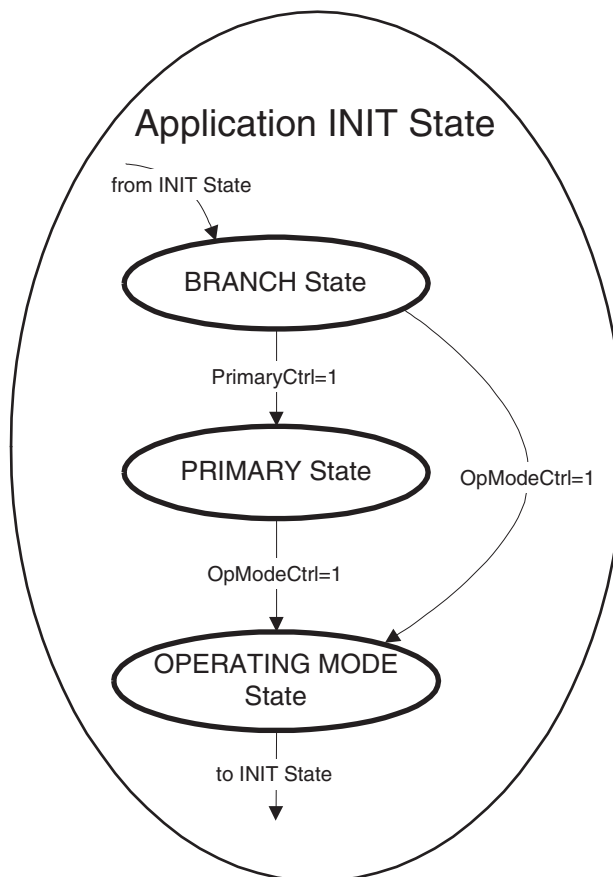 Application INIT State
from INIT State
BRANCH State
PrimaryCtrl=1
PRIMARY State
OpModeCtrl=1
OpModeCtrl=1
OPERATING MODE
State
to INIT State